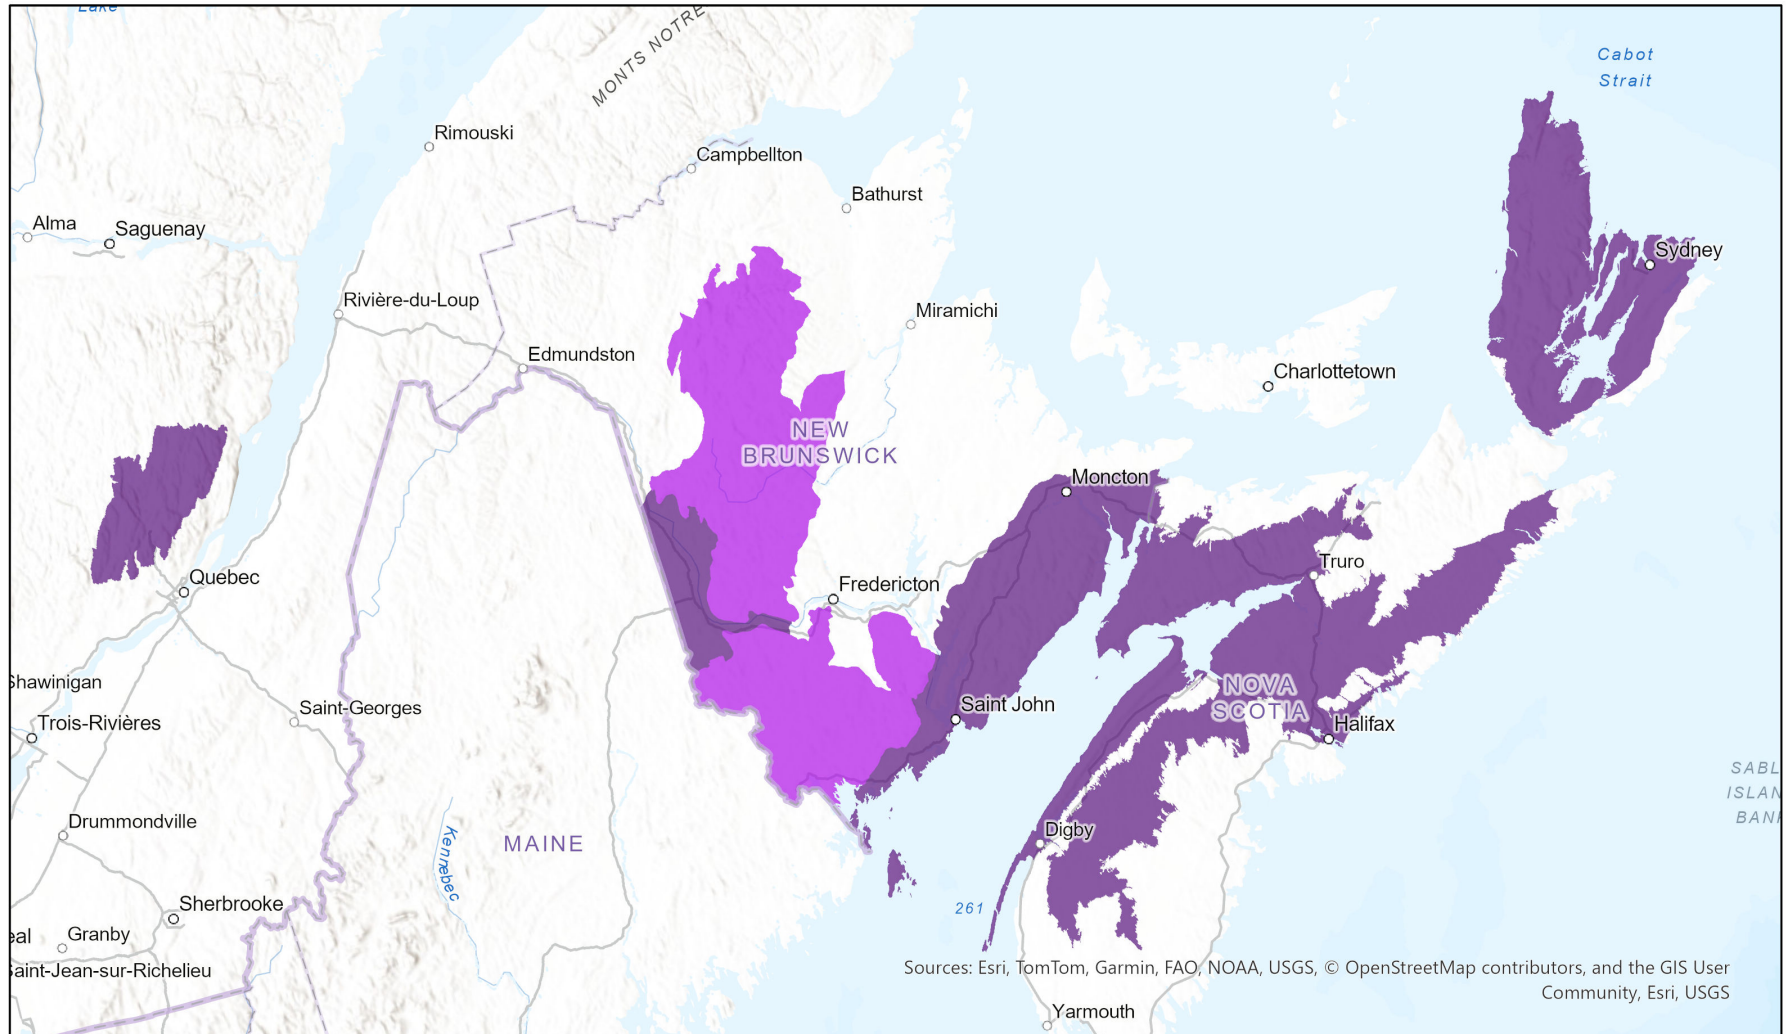 Lake
MONTS NOTRE
Cabot
Strait
Rimouski
Campbellton
Bathurst
Alma
Saguenay
Sydney
Rivière-du-Loup
Miramichi
Edmundston
Charlottetown
NEW
BRUNSWICK
Moncton
Quebec
Fredericton
Truro
Shawinigan
NOVA
SCOTIA
Saint-Georges
Saint John
Trois-Rivières
Halifax
SABL
ISLAN
BANK
Drummondville
Digby
MAINE
Kennebec
Sherbrooke
261
Granby
eal
Saint-Jean-sur-Richelieu
Sources: Esri, TomTom, Garmin, FAO, NOAA, USGS, © OpenStreetMap contributors, and the GIS User
Community, Esri, USGS
Yarmouth